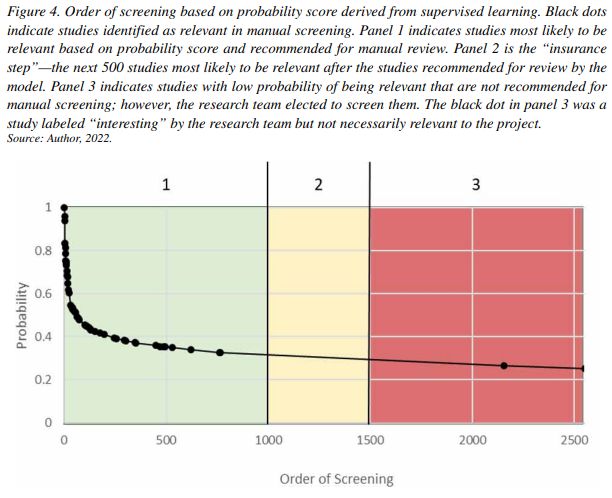 Figure 4. Order of screening based on probability score derived from supervised learning. Black dots
indicate studies identified as relevant in manual screening. Panel 1 indicates studies most likely to be
relevant based on probability score and recommended for manual review. Panel 2 is the “insurance
step”—the next 500 studies most likely to be relevant after the studies recommended for review by the
model. Panel 3 indicates studies with low probability of being relevant that are not recommended for
manual screening; however, the research team elected to screen them. The black dot in panel 3 was a
study labeled “interesting” by the research team but not necessarily relevant to the project.
Source: Author, 2022.
1 2 3
1
0.8
0.6
0.4
0.2
0
Probability
0 500 1000 1500 2000 2500
Order of Screening